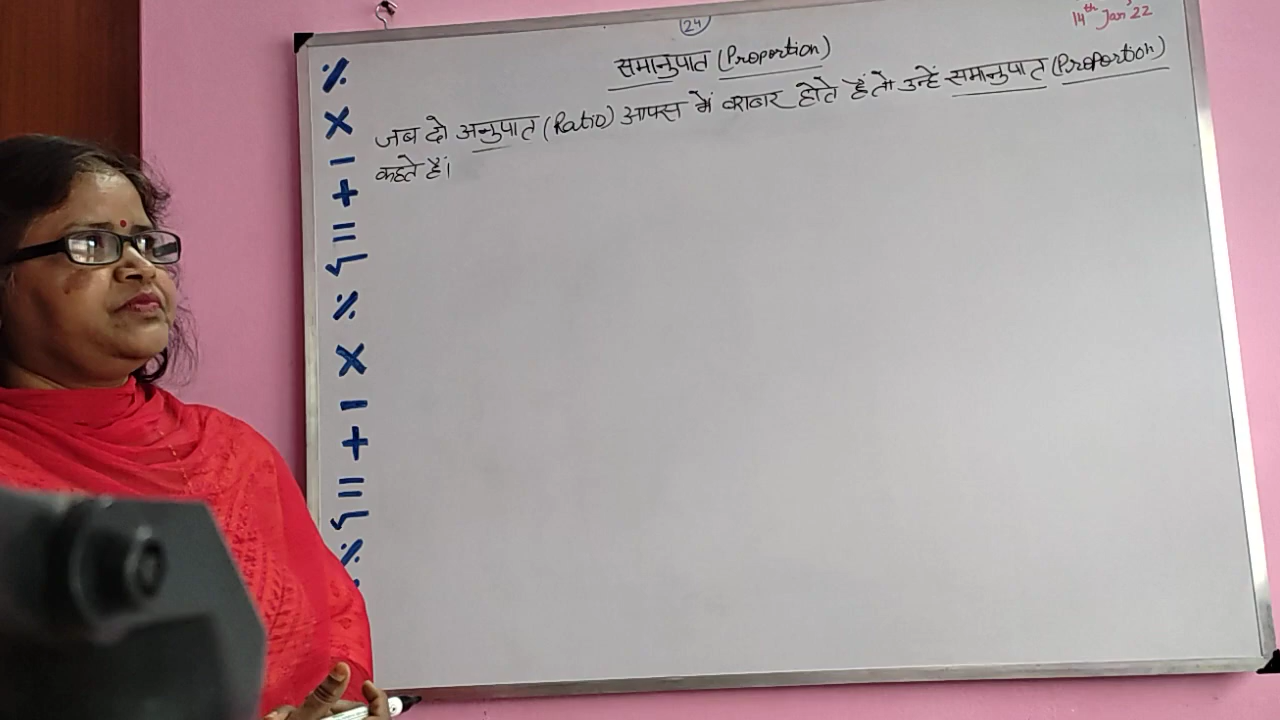 24
14th Jan'22
समानुपात (Proportion)
जब दो अनुपात (Ratio) आपस में बराबर होते हैं तो उन्हें समानुपात (Proportion)
कहते हैं।
% × - + = % × - + = %